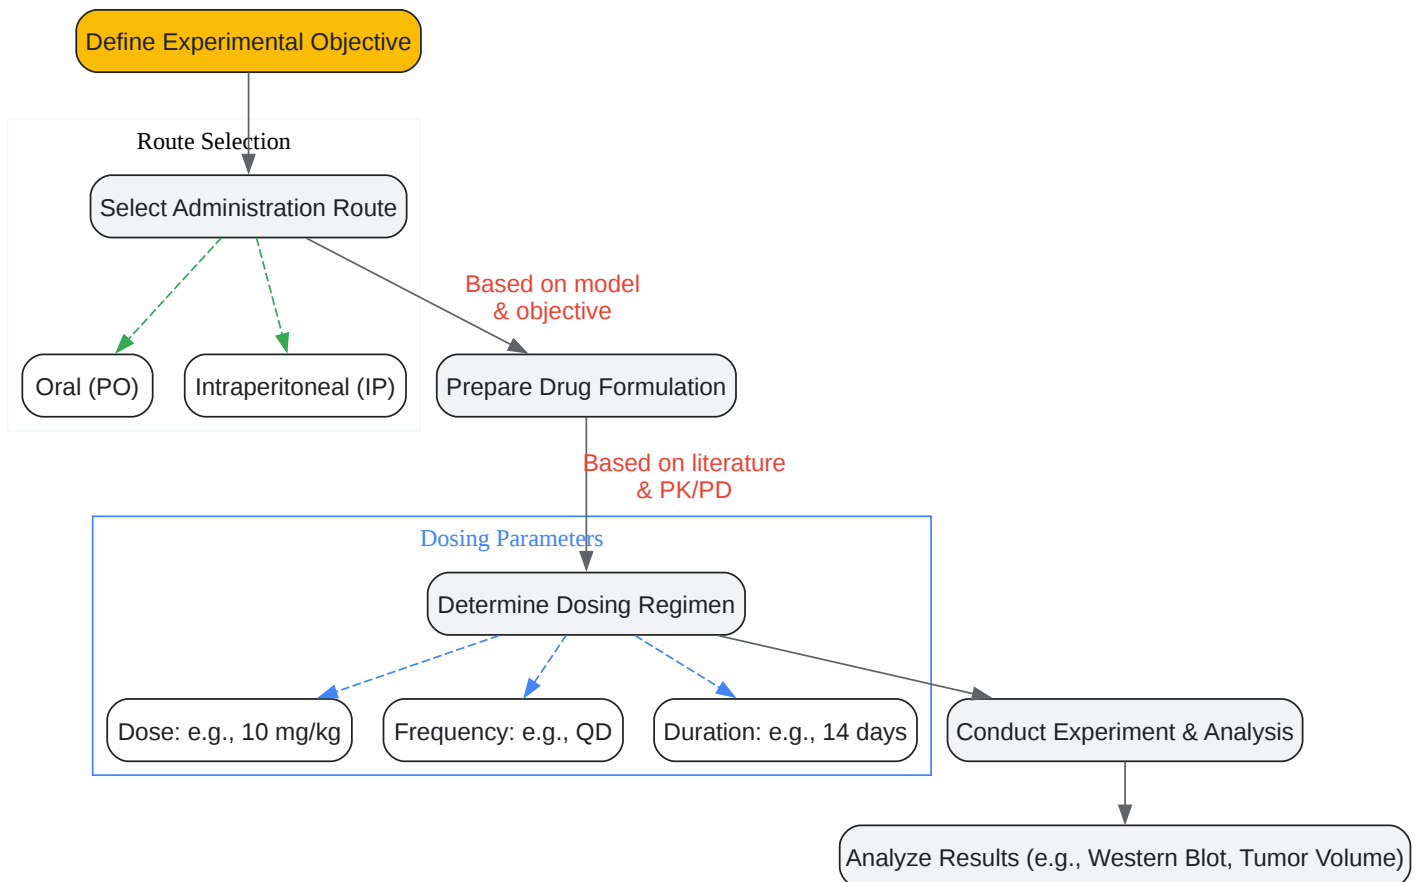 Define Experimental Objective
Route Selection
Select Administration Route
Based on model
& objective
Oral (PO)
Intraperitoneal (IP)
Prepare Drug Formulation
Based on literature
& PK/PD
Dosing Parameters
Determine Dosing Regimen
Dose: e.g., 10 mg/kg
Frequency: e.g., QD
Duration: e.g., 14 days
Conduct Experiment & Analysis
Analyze Results (e.g., Western Blot, Tumor Volume)